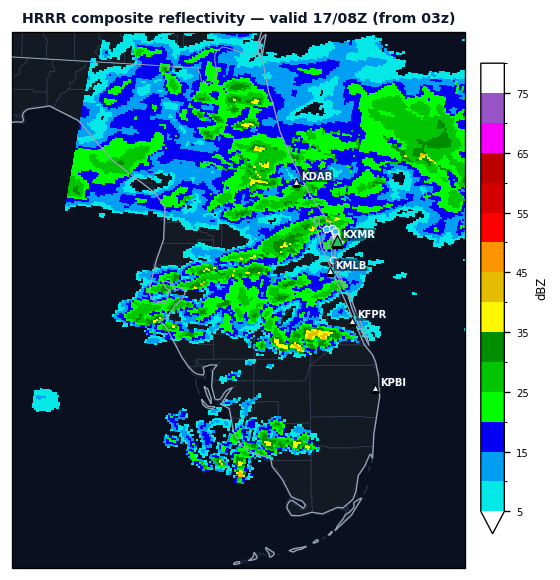 HRRR composite reflectivity — valid 17/08Z (from 03z)
KDAB
KXMR
KMLB
KFPR
KPBI
75
65
55
45
35
25
15
5
dBZ